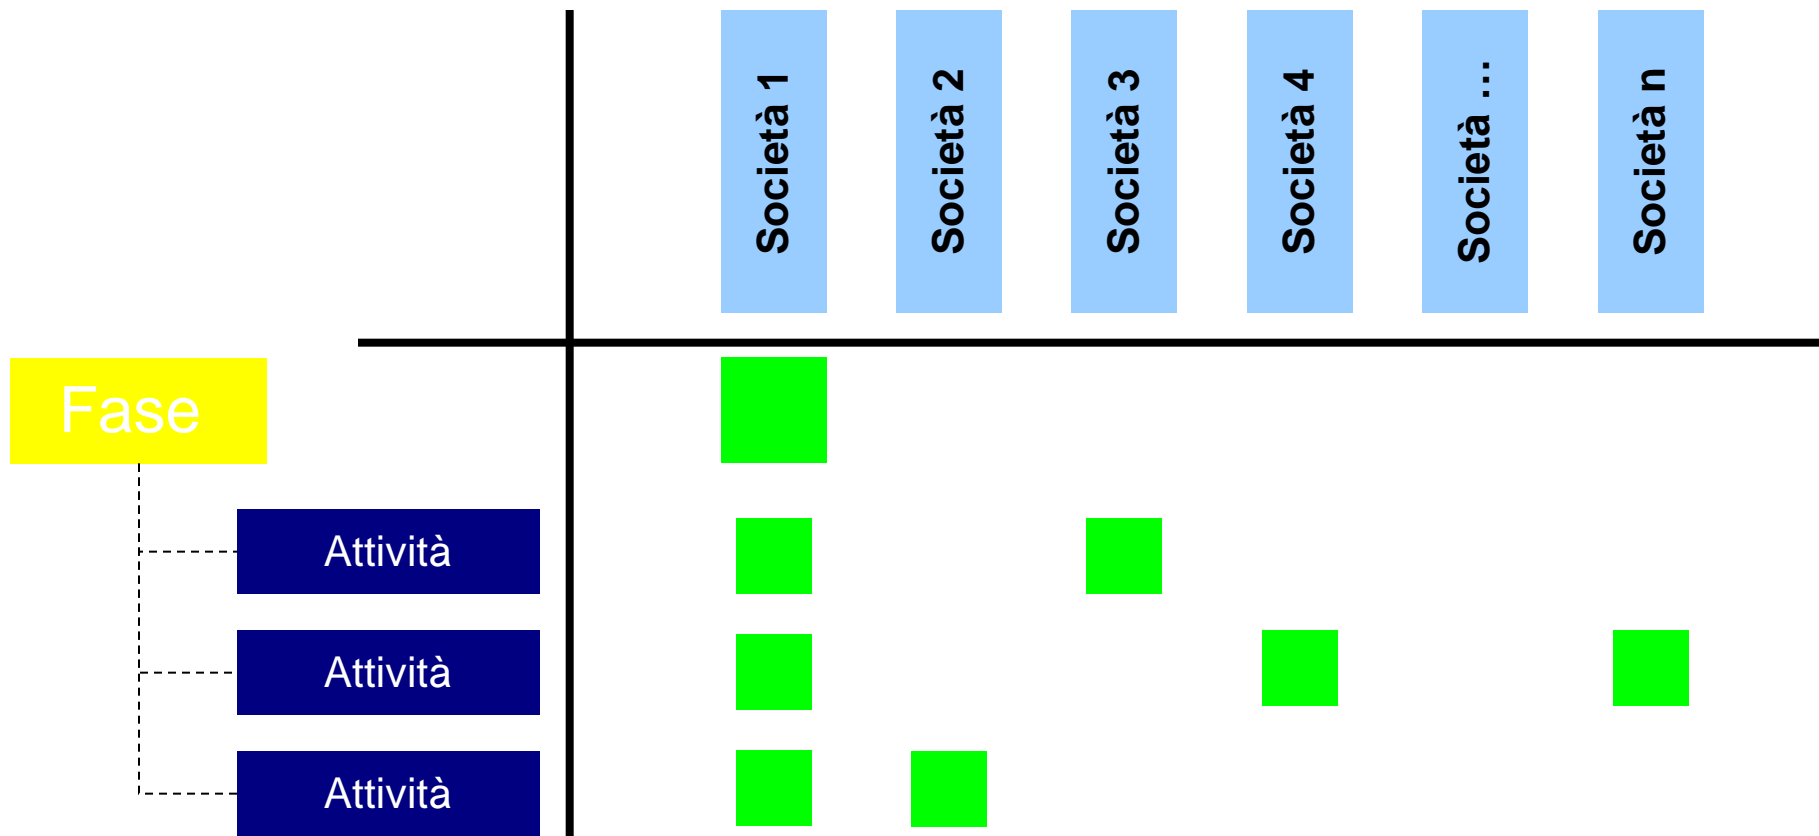 Società 1
Società 2
Società 3
Società 4
Società ...
Società n
Fase
Attività
Attività
Attività